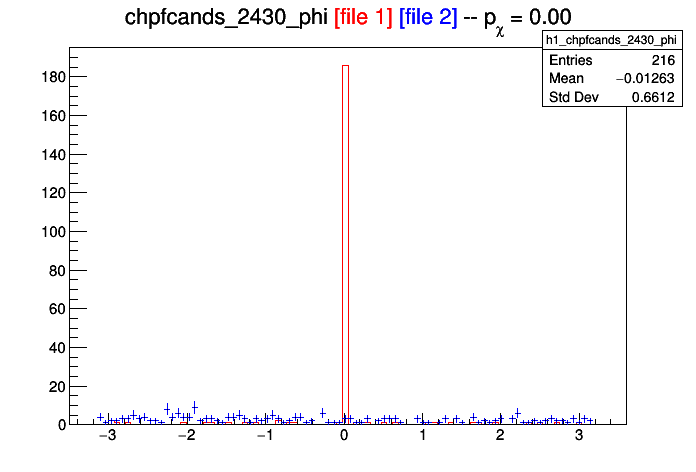 chpfcands_2430_phi [file 1] [file 2] -- pχ = 0.00
h1_chpfcands_2430_phi
Entries 216
Mean −0.01263
Std Dev 0.6612
180
160
140
120
100
80
60
40
20
0
−3 −2 −1 0 1 2 3